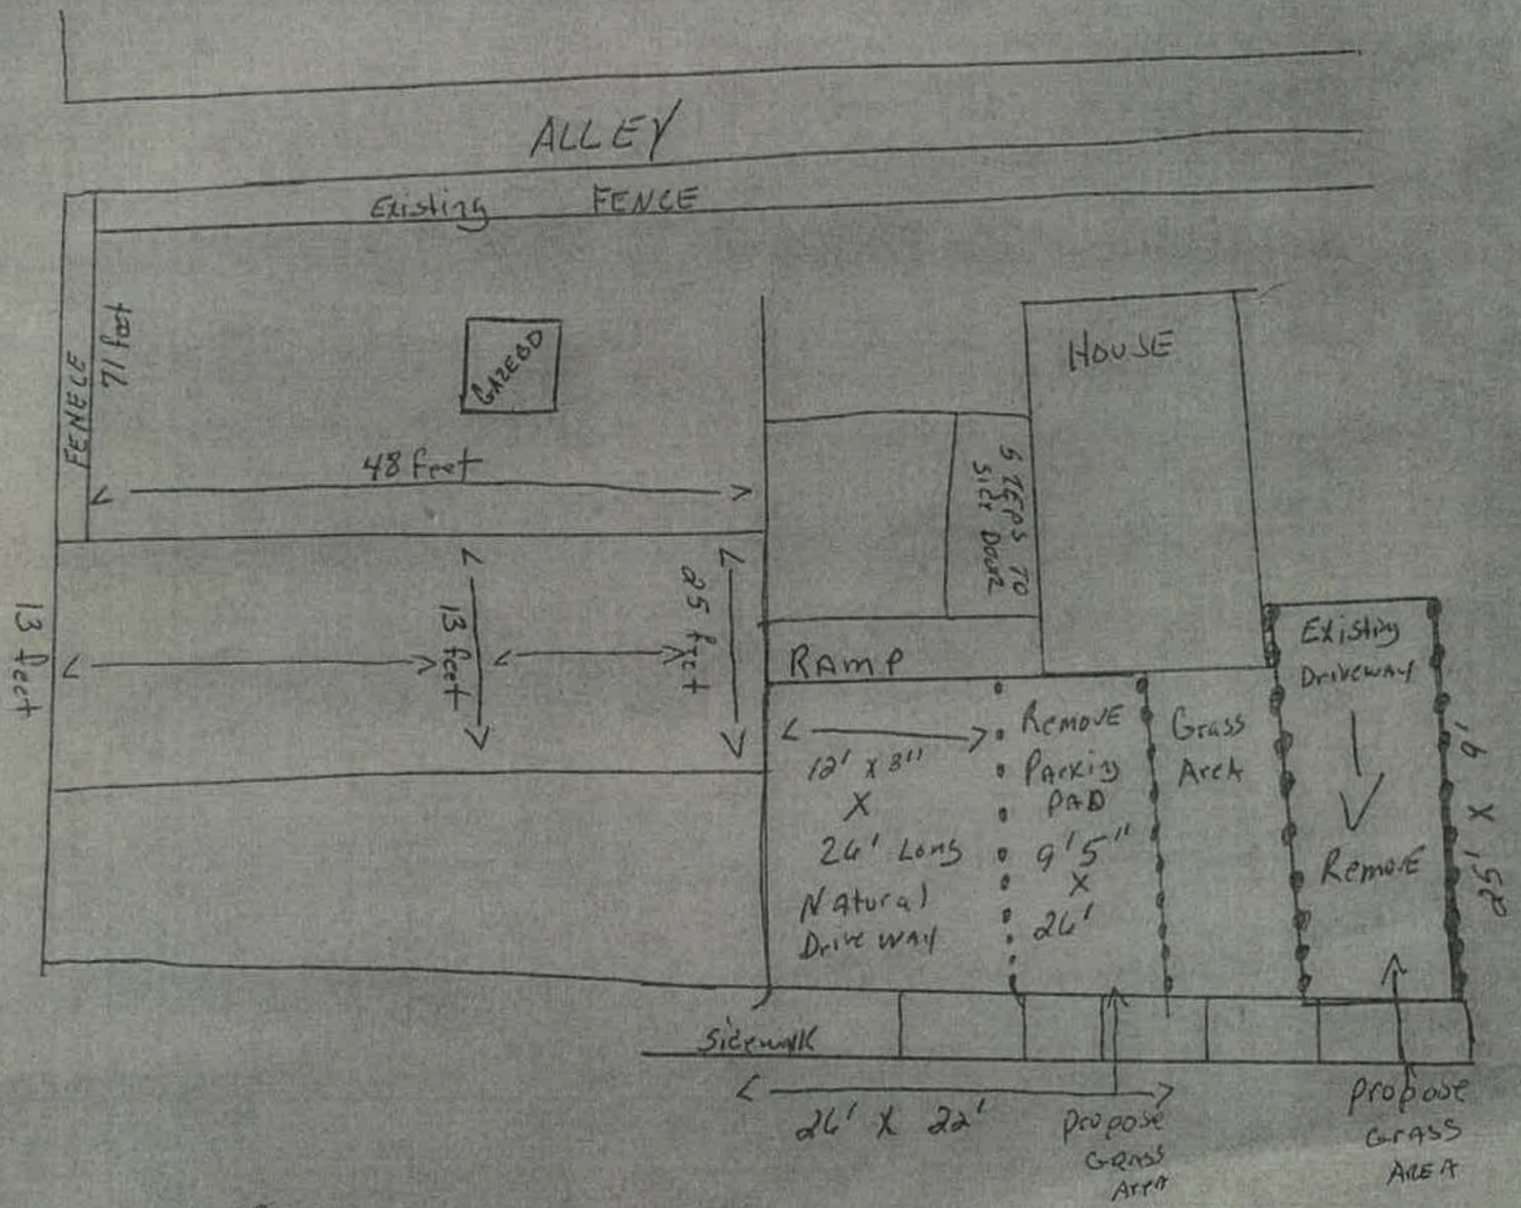 ALLEY
Existing FENCE
FENECE
71 feet
GAZEBO
48 feet
HOUSE
STEPS TO
SIDE DOOR
13 feet
13 feet
25 feet
RAMP
12' X 8"
X
26' Long
Natural
Drive way
Remove
Parking
PAD
9'5"
X
26'
Grass
Area
Existing
Driveway
Remove
9' X 25'
Sidewalk
26' X 22'
propose
Grass
Area
propose
Grass
AREA